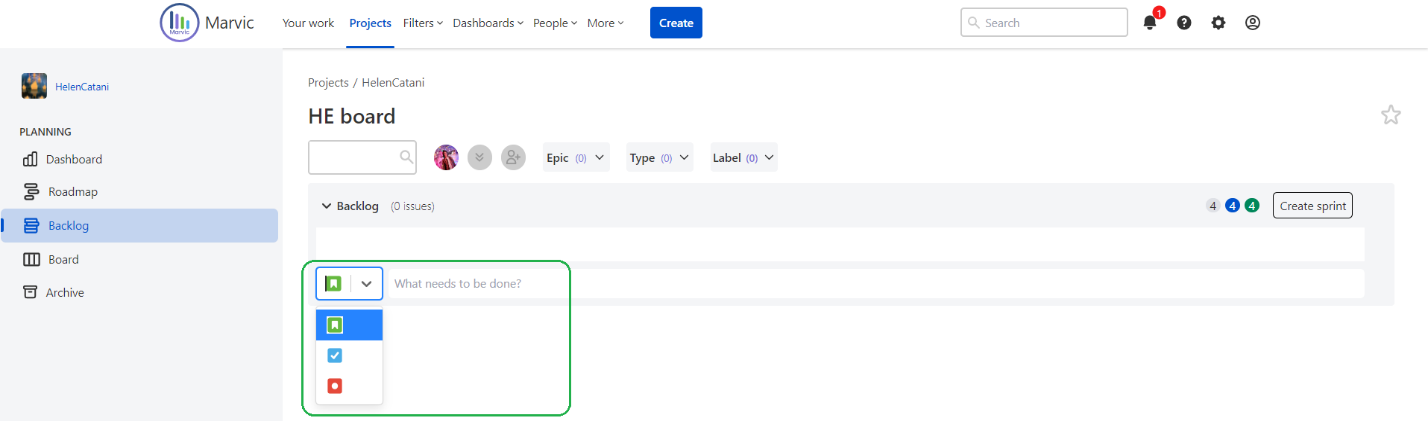 Marvic Marvic Your work Projects Filters Dashboards People More Create Search 1
HelenCatani
PLANNING
Dashboard
Roadmap
Backlog
Board
Archive
Projects / HelenCatani
HE board
Epic (0) Type (0) Label (0)
Backlog (0 issues) 4 4 4 Create sprint
What needs to be done?